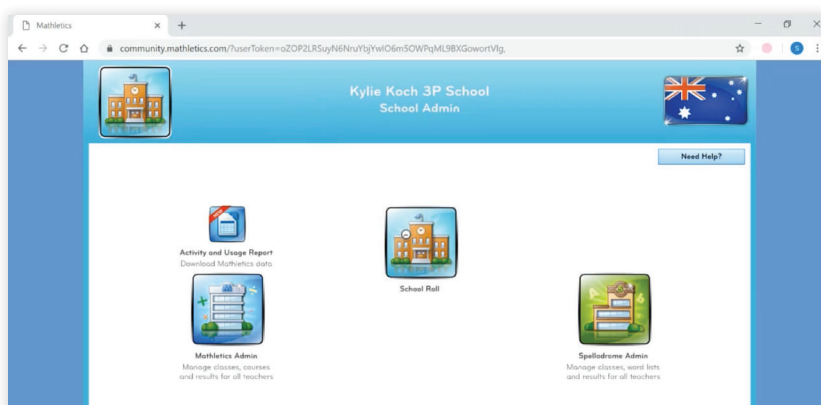 Mathletics
community.mathletics.com/?userToken=oZOP2LRSuyN6NruYbjYwIO6mSOWPqML9BXGowortVlg,
S
Kylie Koch 3P School
School Admin
Need Help?
Activity and Usage Report
Download Mathletics data
School Roll
Mathletics Admin
Manage classes, courses
and results for all teachers
Spellodrome Admin
Manage classes, word lists
and results for all teachers